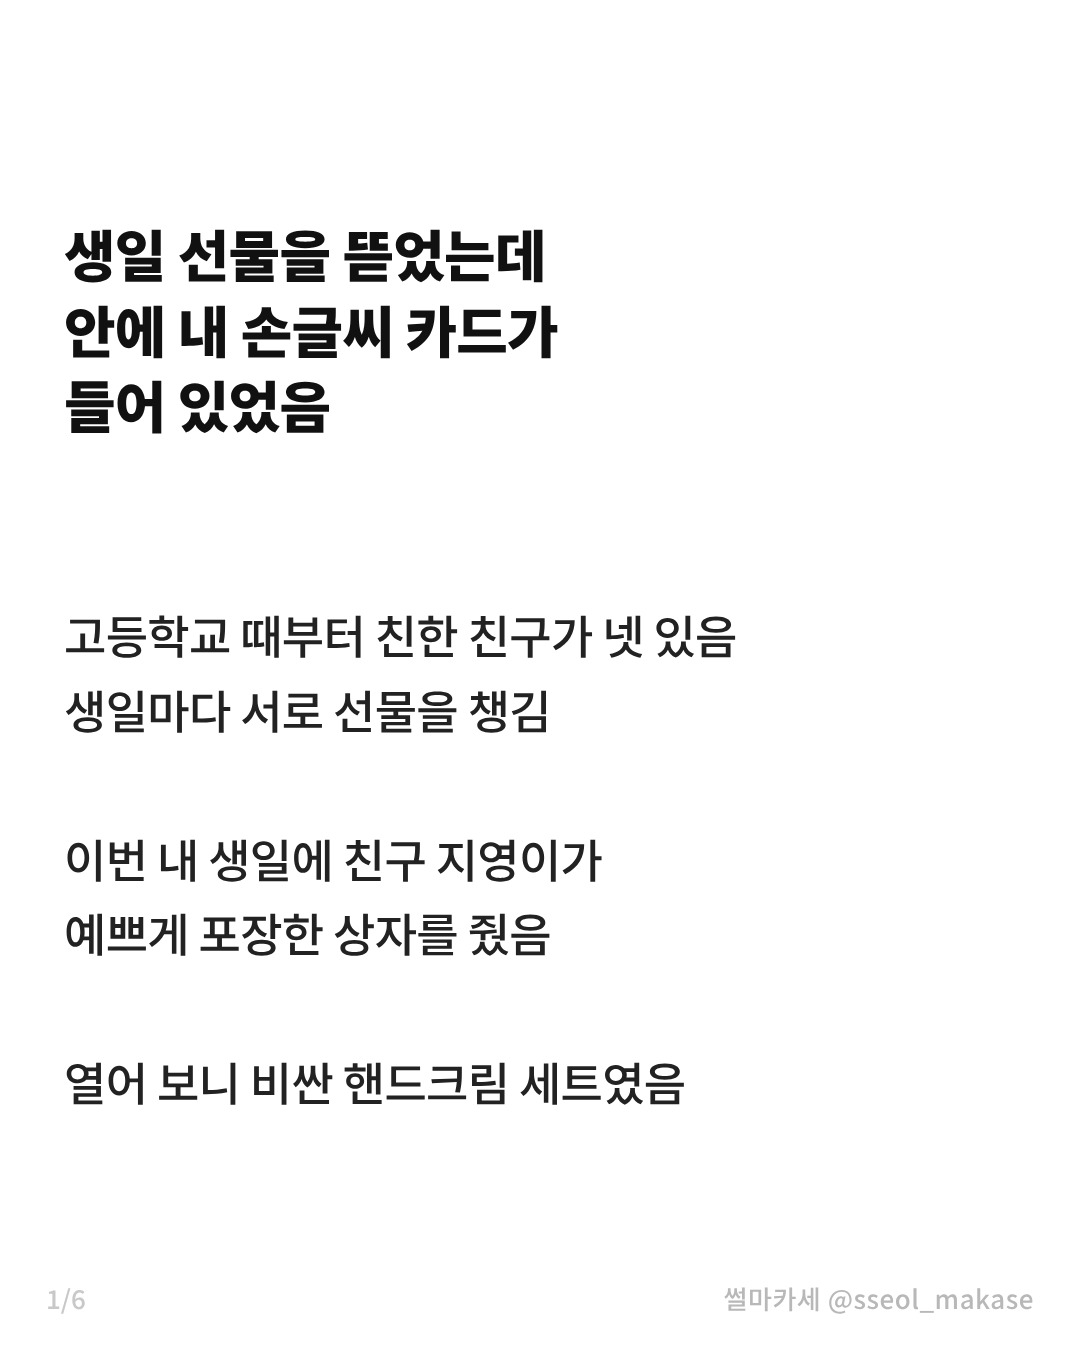 생일 선물을 뜯었는데
안에 내 손글씨 카드가
들어 있었음
고등학교 때부터 친한 친구가 넷 있음
생일마다 서로 선물을 챙김
이번 내 생일에 친구 지영이가
예쁘게 포장한 상자를 줬음
열어 보니 비싼 핸드크림 세트였음
1/6
썰마카세 @sseol_makase